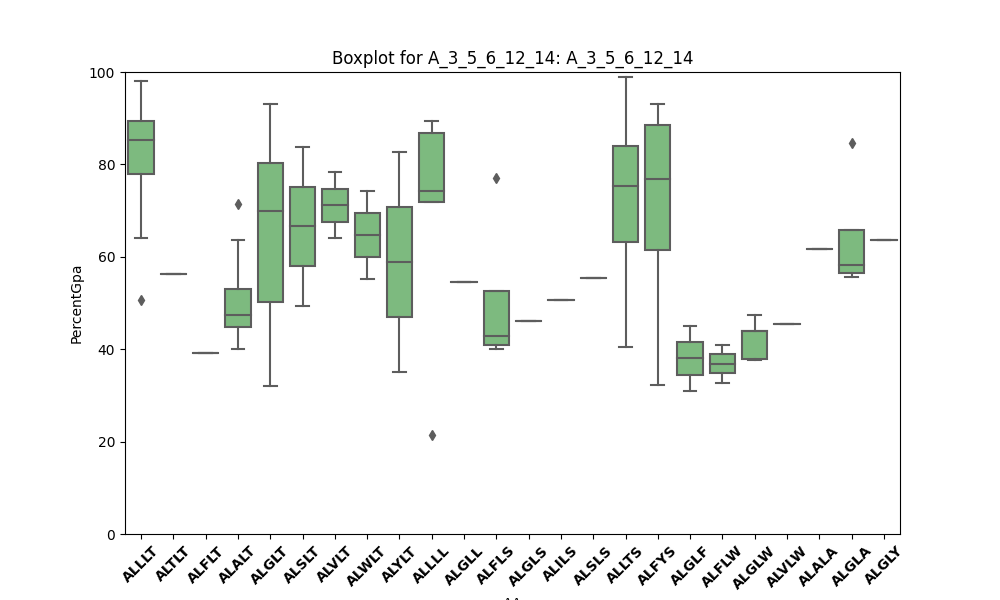 Boxplot for A_3_5_6_12_14: A_3_5_6_12_14
100
80
60
40
20
0
PercentGpa
ALLLT
ALTLT
ALFLT
ALALT
ALGLT
ALSLT
ALVLT
ALWLT
ALYLT
ALLLL
ALGLL
ALFLS
ALGLS
ALILS
ALSLS
ALLTS
ALFYS
ALGLF
ALFLW
ALGLW
ALVLW
ALALA
ALGLA
ALGLY